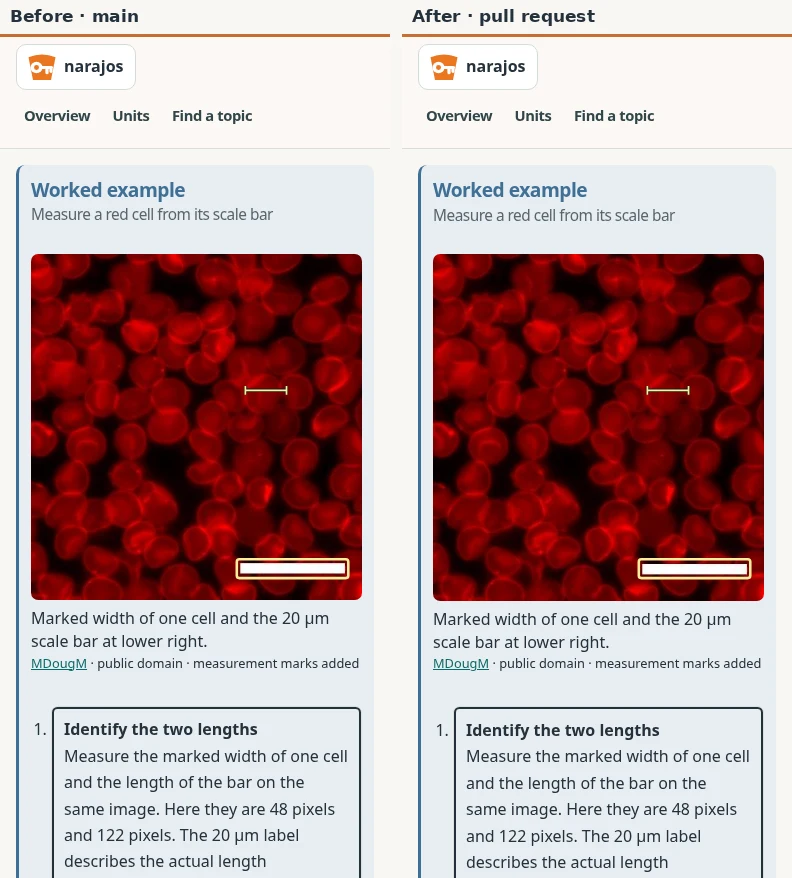 Before · main
narajos
Overview Units Find a topic
Worked example
Measure a red cell from its scale bar
Marked width of one cell and the 20 µm
scale bar at lower right.
MDougM · public domain · measurement marks added
1. Identify the two lengths
Measure the marked width of one cell
and the length of the bar on the
same image. Here they are 48 pixels
and 122 pixels. The 20 µm label
describes the actual length
After · pull request
narajos
Overview Units Find a topic
Worked example
Measure a red cell from its scale bar
Marked width of one cell and the 20 µm
scale bar at lower right.
MDougM · public domain · measurement marks added
1. Identify the two lengths
Measure the marked width of one cell
and the length of the bar on the
same image. Here they are 48 pixels
and 122 pixels. The 20 µm label
describes the actual length